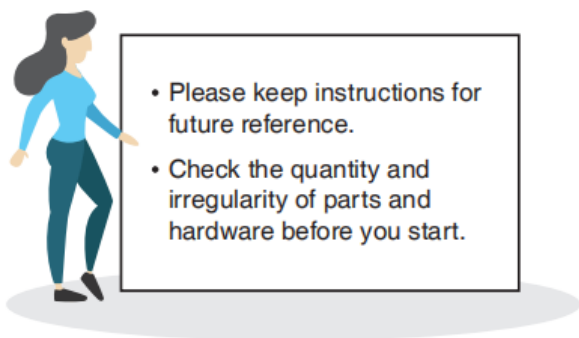 • Please keep instructions for
future reference.
• Check the quantity and
irregularity of parts and
hardware before you start.